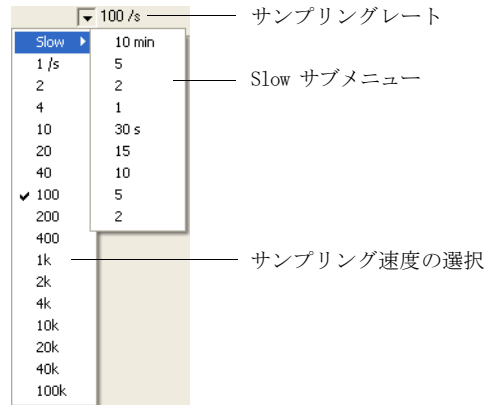 100 /s
サンプリングレート
Slow
1 /s
2
4
10
20
40
100
200
400
1k
2k
4k
10k
20k
40k
100k
10 min
5
2
1
30 s
15
10
5
2
Slow サブメニュー
サンプリング速度の選択